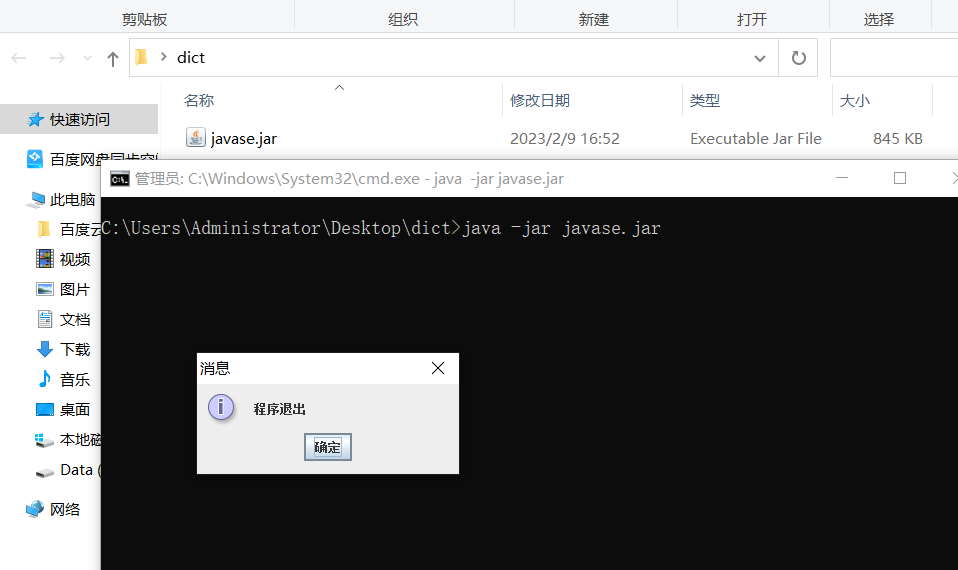 剪贴板 组织 新建 打开 选择
dict
名称 修改日期 类型 大小
快速访问
javase.jar 2023/2/9 16:52 Executable Jar File 845 KB
百度网盘同步空间
管理员: C:\Windows\System32\cmd.exe - java -jar javase.jar
此电脑
百度云
C:\Users\Administrator\Desktop\dict>java -jar javase.jar
视频
图片
文档
下载
音乐
桌面
本地磁
Data (
网络
消息
程序退出
确定